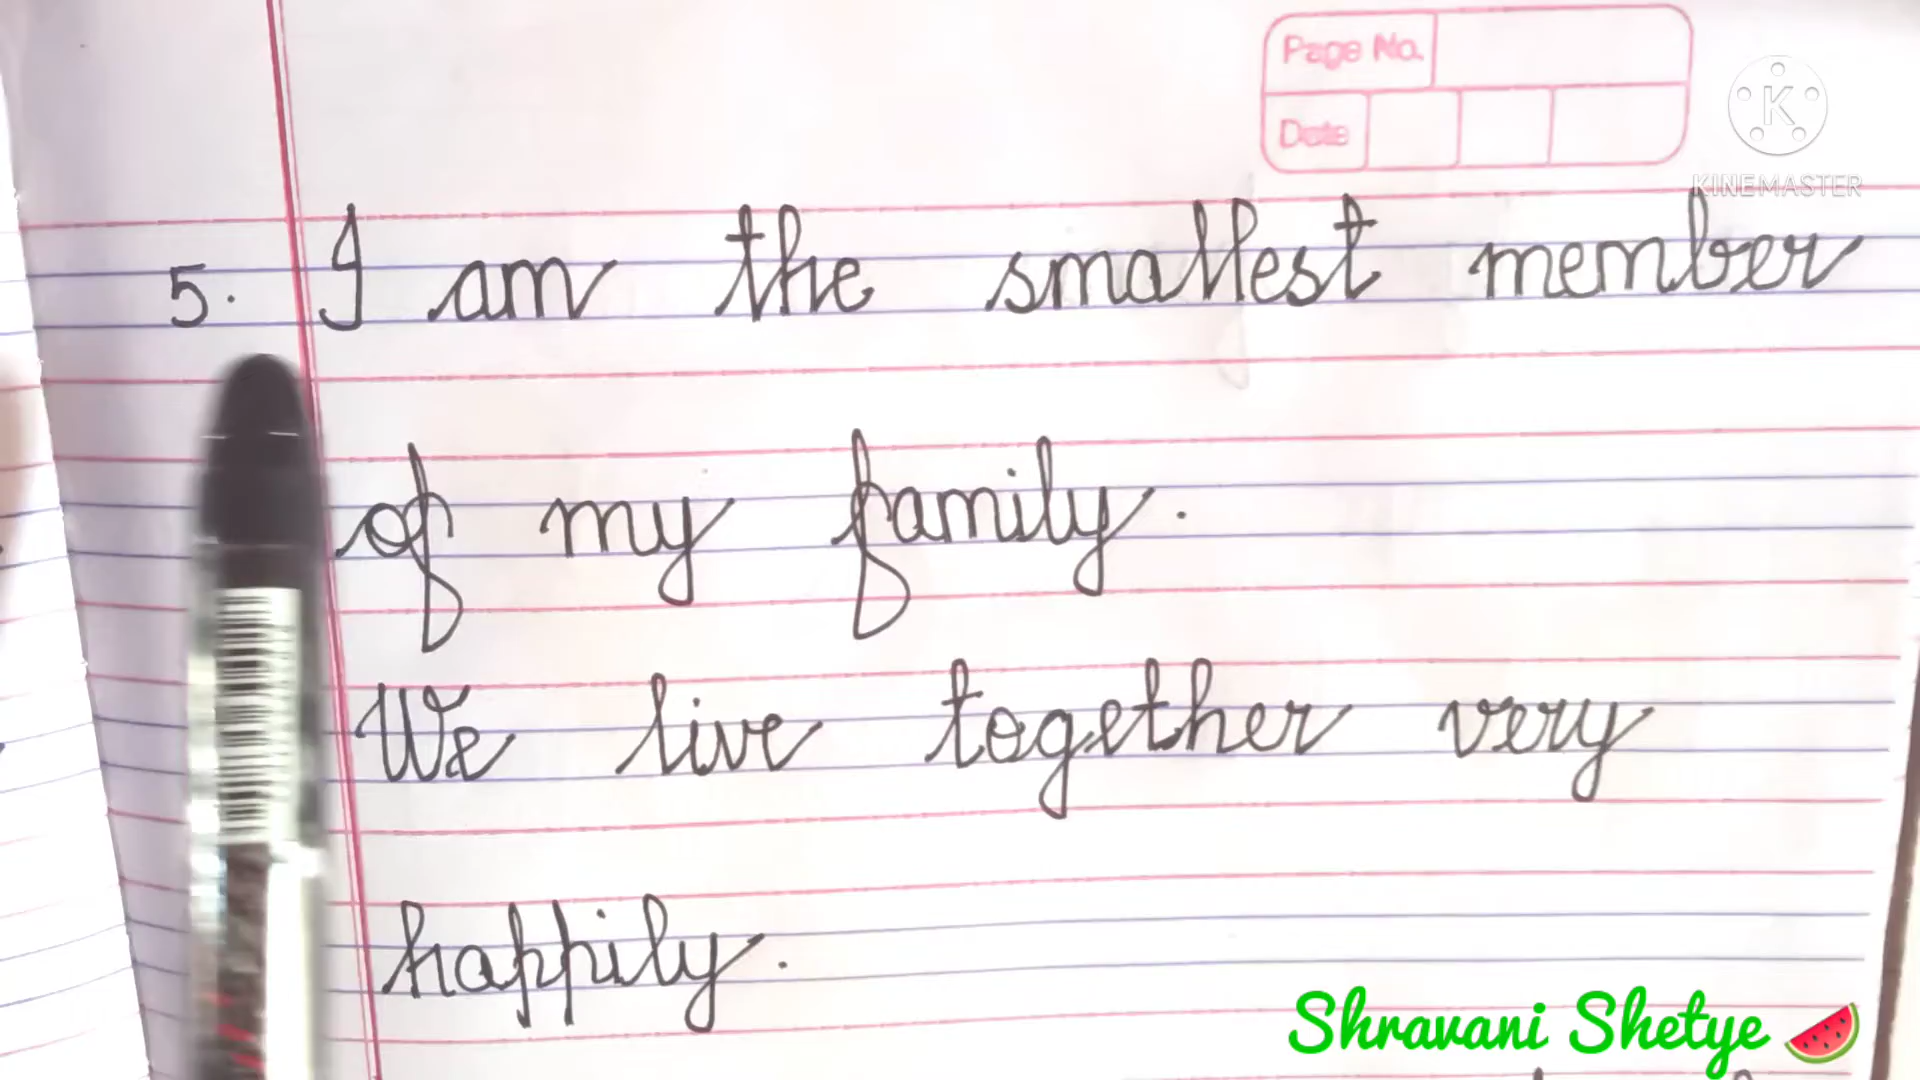 Page No.
Date
K
KINEMASTER
5. I am the smallest member
of my family.
We live together very
happily.
Shravani Shetye